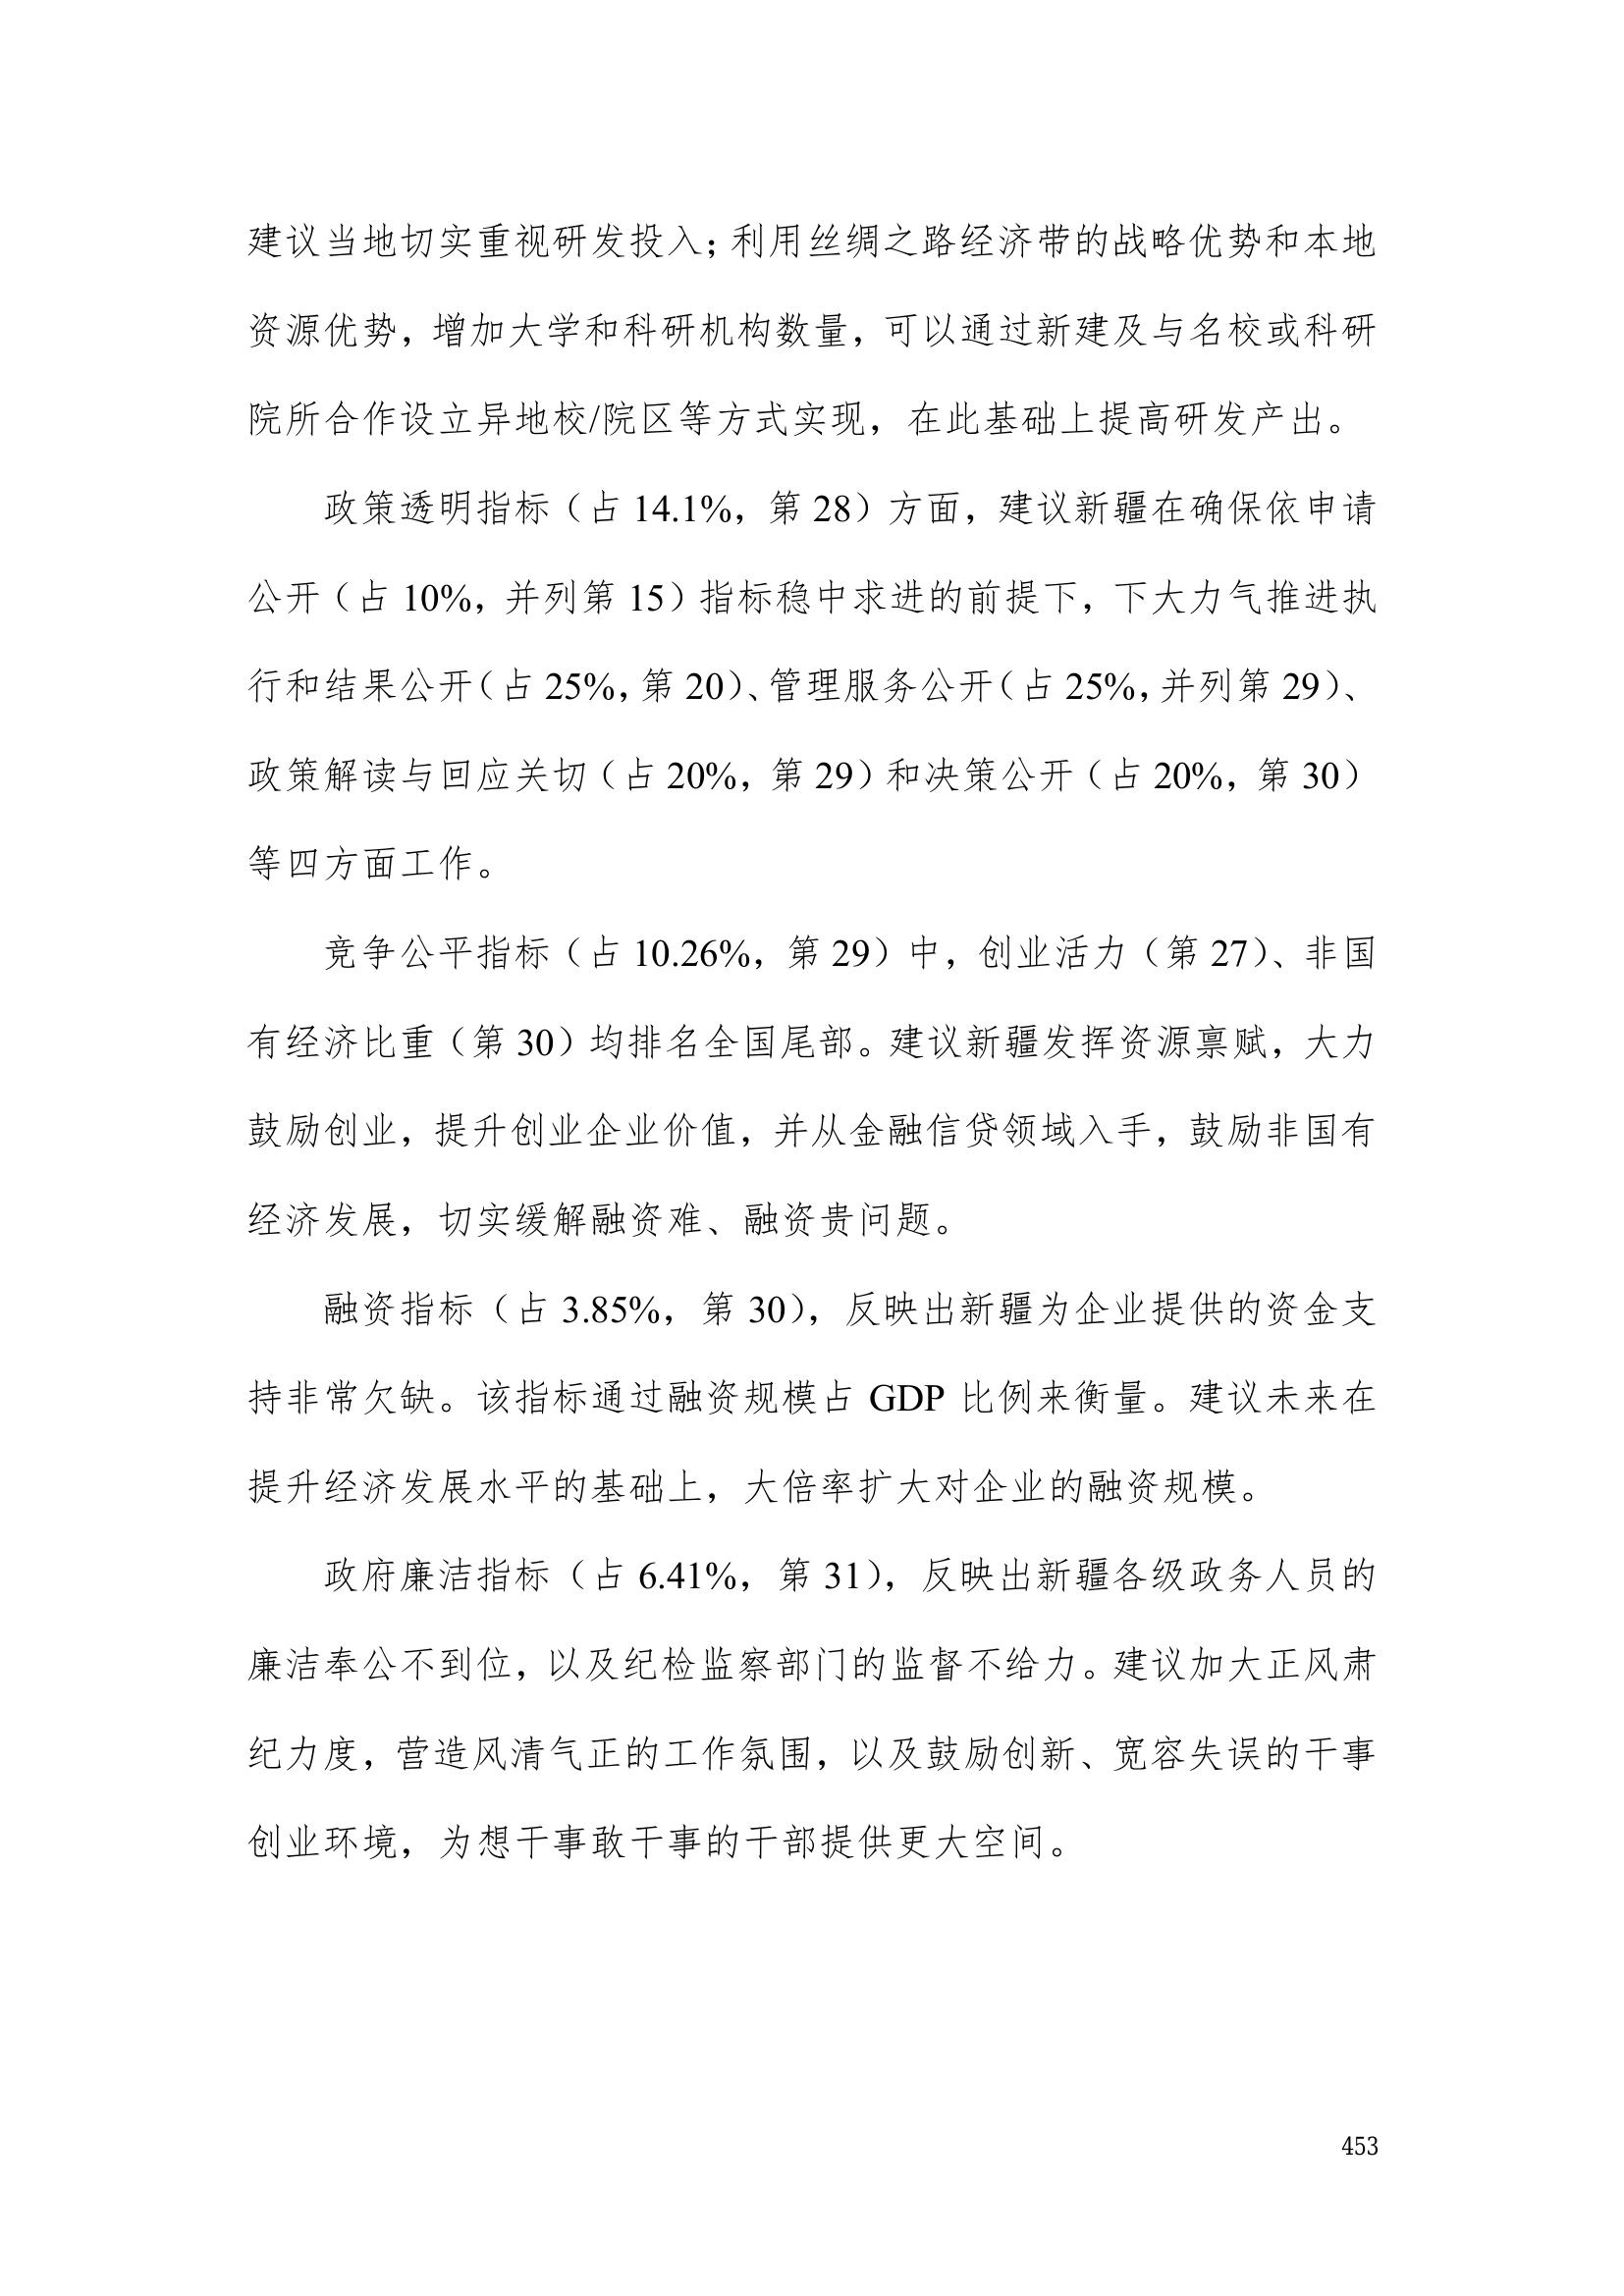 建议当地切实重视研发投入；利用丝绸之路经济带的战略优势和本地
资源优势，增加大学和科研机构数量，可以通过新建及与名校或科研
院所合作设立异地校/院区等方式实现，在此基础上提高研发产出。
政策透明指标（占 14.1%，第 28）方面，建议新疆在确保依申请
公开（占 10%，并列第 15）指标稳中求进的前提下，下大力气推进执
行和结果公开（占 25%，第 20）、管理服务公开（占 25%，并列第 29）、
政策解读与回应关切（占 20%，第 29）和决策公开（占 20%，第 30）
等四方面工作。
竞争公平指标（占 10.26%，第 29）中，创业活力（第 27）、非国
有经济比重（第 30）均排名全国尾部。建议新疆发挥资源禀赋，大力
鼓励创业，提升创业企业价值，并从金融信贷领域入手，鼓励非国有
经济发展，切实缓解融资难、融资贵问题。
融资指标（占 3.85%，第 30），反映出新疆为企业提供的资金支
持非常欠缺。该指标通过融资规模占 GDP 比例来衡量。建议未来在
提升经济发展水平的基础上，大倍率扩大对企业的融资规模。
政府廉洁指标（占 6.41%，第 31），反映出新疆各级政务人员的
廉洁奉公不到位，以及纪检监察部门的监督不给力。建议加大正风肃
纪力度，营造风清气正的工作氛围，以及鼓励创新、宽容失误的干事
创业环境，为想干事敢干事的干部提供更大空间。
453